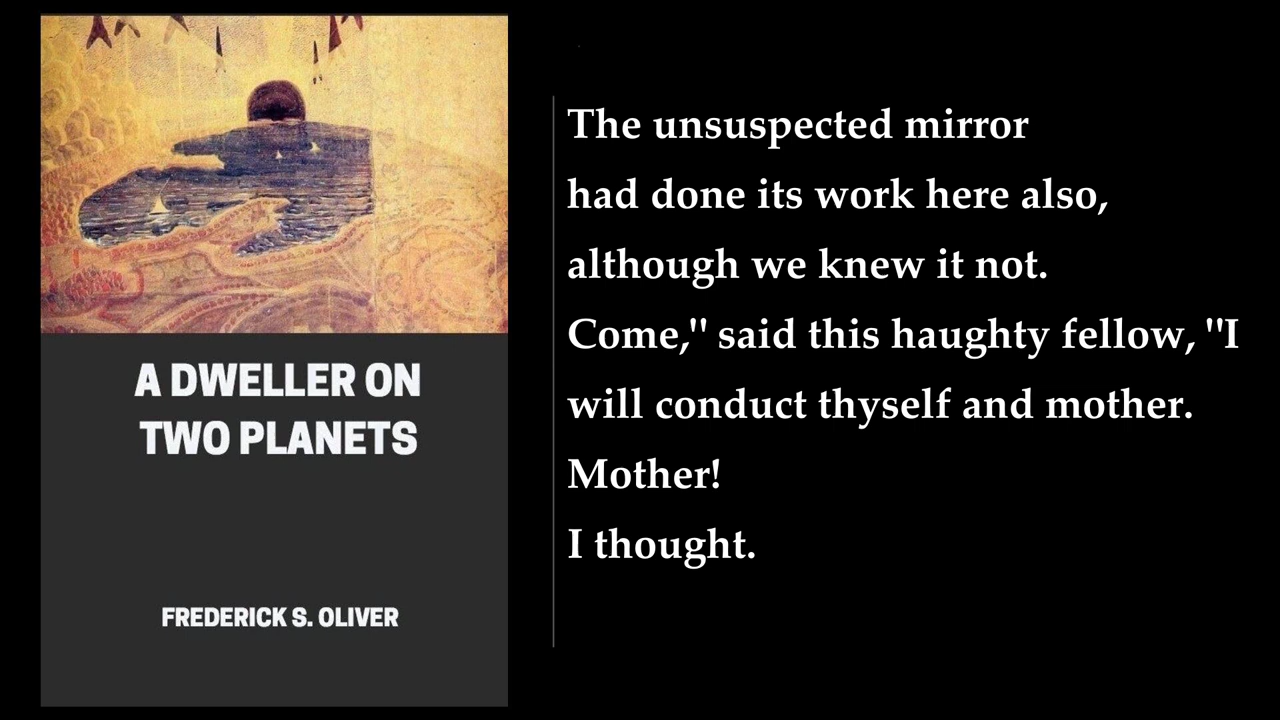 A DWELLER ON
TWO PLANETS
FREDERICK S. OLIVER
The unsuspected mirror
had done its work here also,
although we knew it not.
Come," said this haughty fellow, "I
will conduct thyself and mother.
Mother!
I thought.